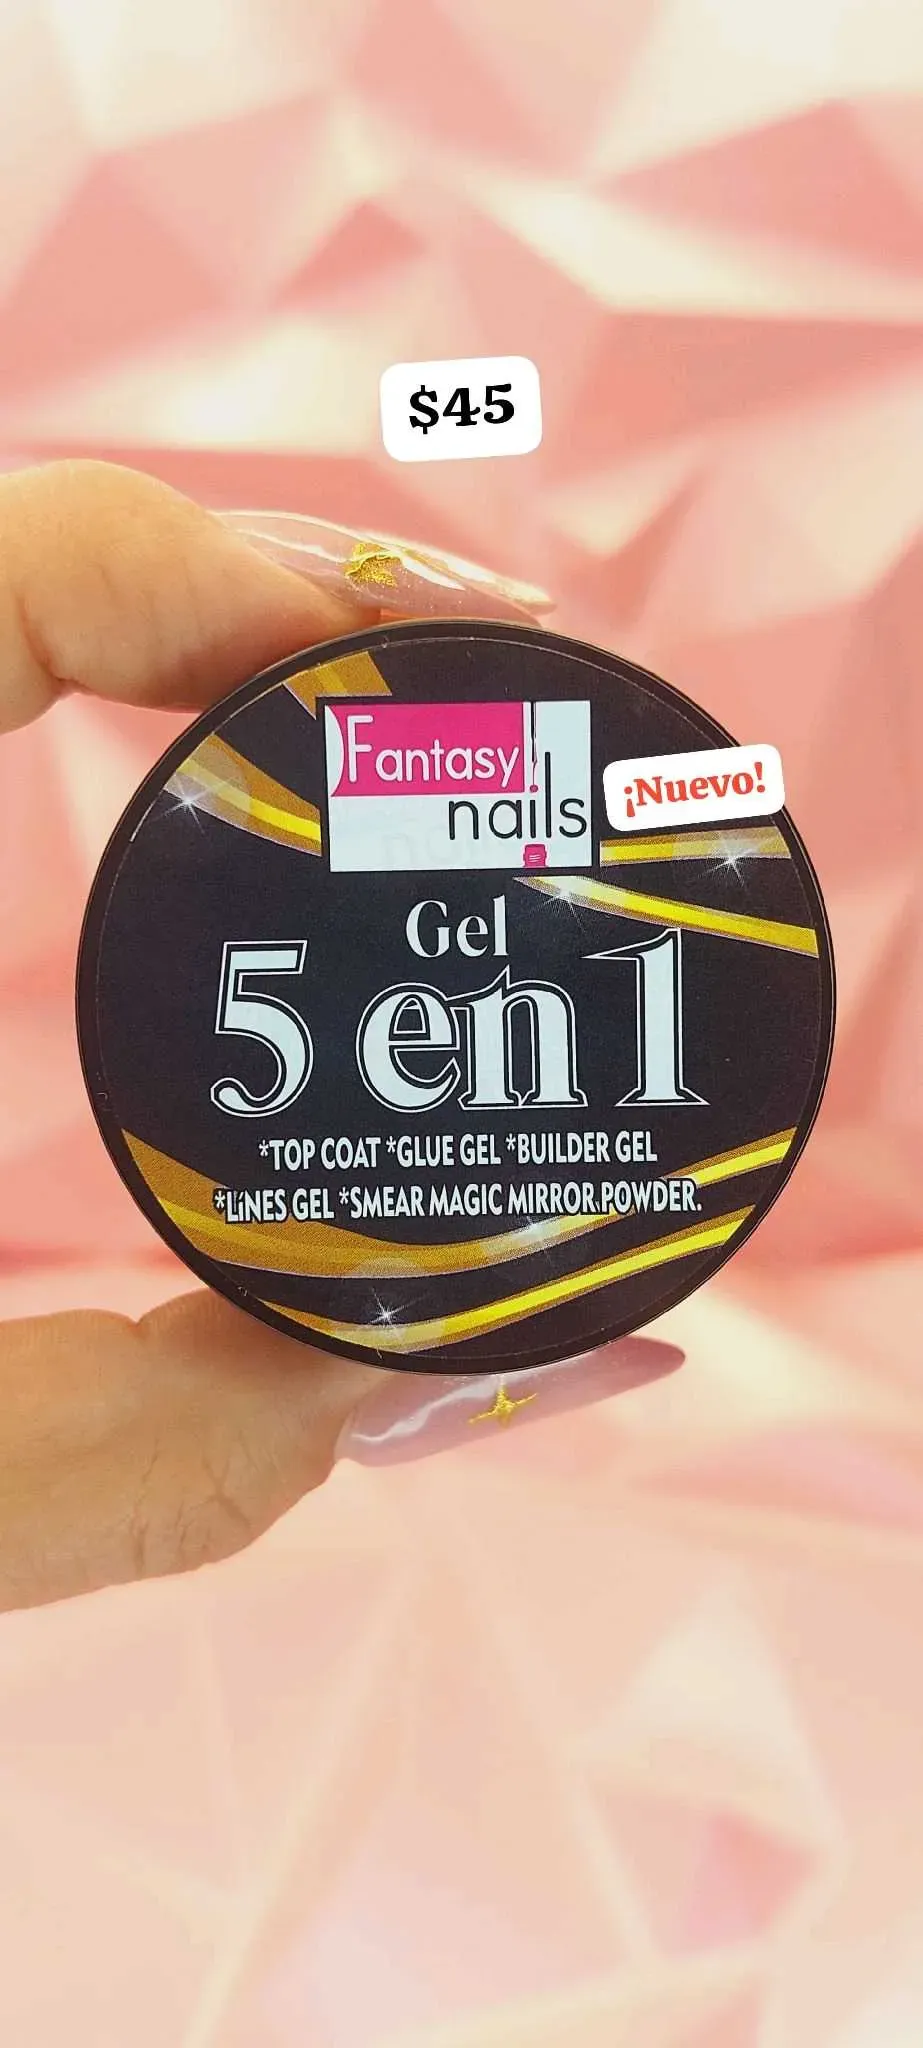 $45
Fantasy
nails
¡Nuevo!
Gel
5 en 1
*TOP COAT *GLUE GEL *BUILDER GEL
*LíNES GEL *SMEAR MAGIC MIRROR POWDER.